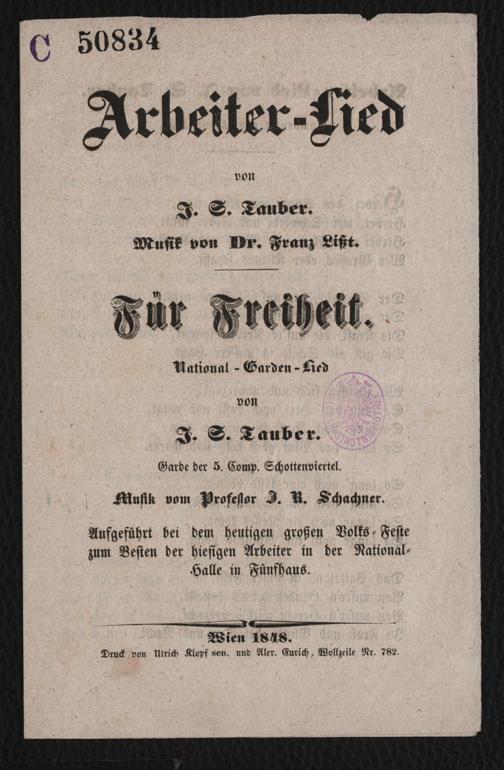 C 50834
Arbeiter-Lied
von
J. S. Tauber.
Musik von Dr. Franz Lißt.
Für Freiheit.
National-Garden-Lied
von
J. S. Tauber.
Garde der 5. Comp. Schottenviertel.
Musik vom Professor J. R. Schachner.
Aufgeführt bei dem heutigen großen Volks-Feste
zum Besten der hiesigen Arbeiter in der National-
Halle in Fünfhaus.
Wien 1848.
Druck von Ulrich Klopf sen. und Alex. Eurich, Wollzeile Nr. 782.